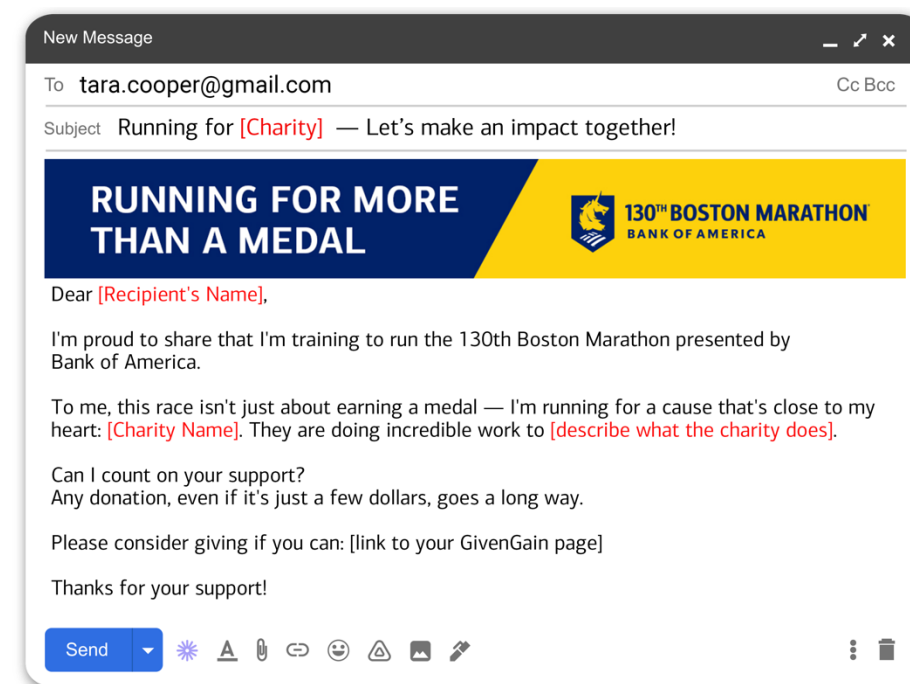 New Message
To tara.cooper@gmail.com Cc Bcc
Subject Running for [Charity] — Let's make an impact together!
RUNNING FOR MORE
THAN A MEDAL
130TH BOSTON MARATHON
BANK OF AMERICA
Dear [Recipient's Name],
I'm proud to share that I'm training to run the 130th Boston Marathon presented by
Bank of America.
To me, this race isn't just about earning a medal — I'm running for a cause that's close to my
heart: [Charity Name]. They are doing incredible work to [describe what the charity does].
Can I count on your support?
Any donation, even if it's just a few dollars, goes a long way.
Please consider giving if you can: [link to your GivenGain page]
Thanks for your support!
Send